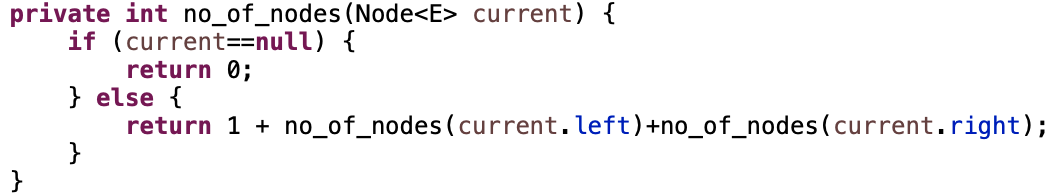 private int no_of_nodes(Node<E> current) {
    if (current==null) {
        return 0;
    } else {
        return 1 + no_of_nodes(current.left)+no_of_nodes(current.right);
    }
}